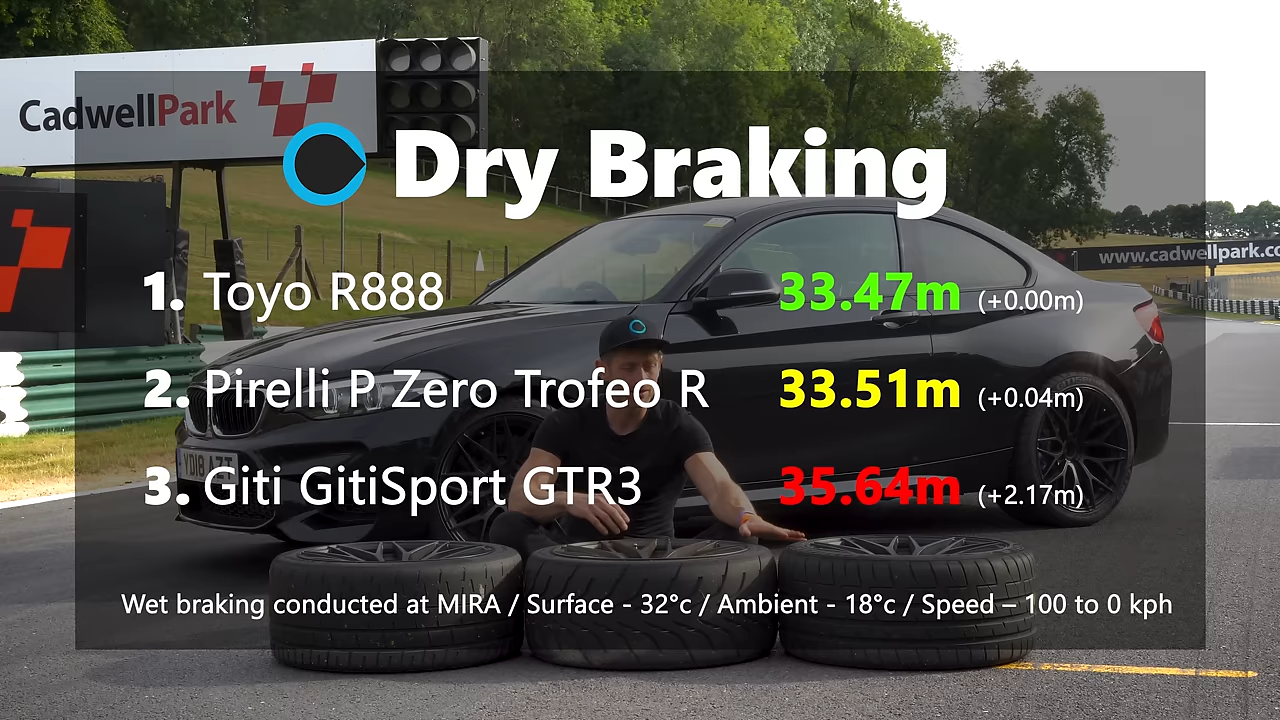 CadwellPark
Dry Braking
www.cadwellpark.co
1. Toyo R888 33.47m (+0.00m)
2. Pirelli P Zero Trofeo R 33.51m (+0.04m)
3. Giti GitiSport GTR3 35.64m (+2.17m)
YD18 AZT
Wet braking conducted at MIRA / Surface - 32°c / Ambient - 18°c / Speed – 100 to 0 kph